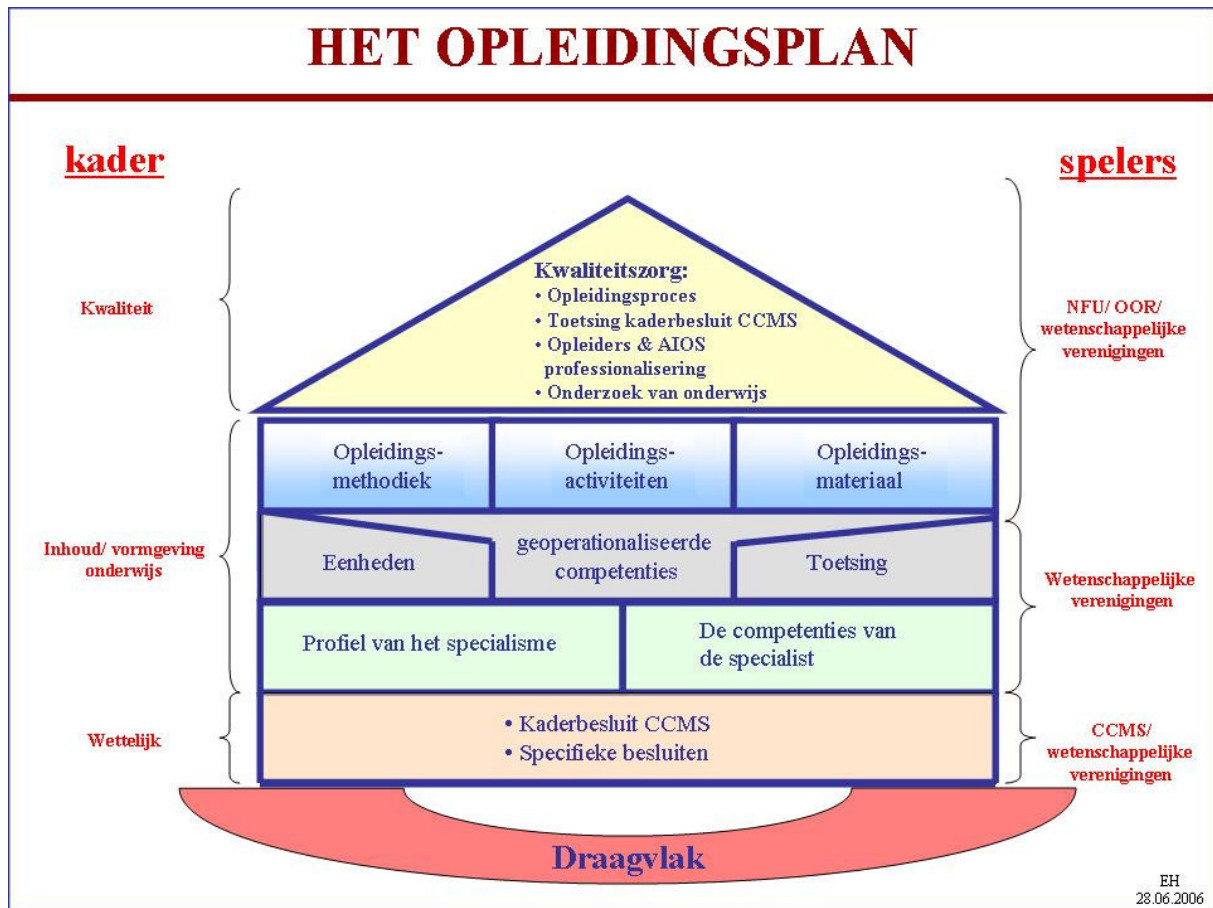 HET OPLEIDINGSPLAN
kader
spelers
Kwaliteit
Kwaliteitszorg:
• Opleidingsproces
• Toetsing kaderbesluit CCMS
• Opleiders & AIOS
professionalisering
• Onderzoek van onderwijs
NFU/ OOR/
wetenschappelijke
verenigingen
Opleidings-
methodiek
Opleidings-
activiteiten
Opleidings-
materiaal
Inhoud/ vormgeving
onderwijs
Eenheden
geoperationaliseerde
competenties
Toetsing
Wetenschappelijke
verenigingen
Profiel van het specialisme
De competenties van
de specialist
Wettelijk
• Kaderbesluit CCMS
• Specifieke besluiten
CCMS/
wetenschappelijke
verenigingen
Draagvlak
EH
28.06.2006